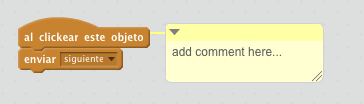 al clickear este objeto
enviar siguiente
add comment here...